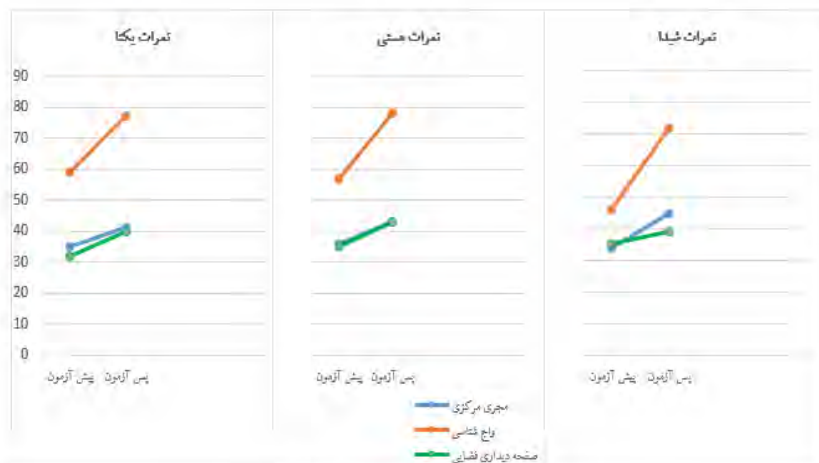 نمرات یکتا
نمرات هستی
نمرات شیدا
90
80
70
60
50
40
30
20
10
0
پیش آزمون
پس آزمون
پیش آزمون
پس آزمون
پیش آزمون
پس آزمون
مجری مرکزی
واج شناسی
صفحه دیداری فضایی